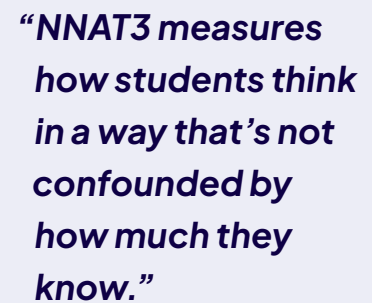 “NNAT3 measures
how students think
in a way that’s not
confounded by
how much they
know.”